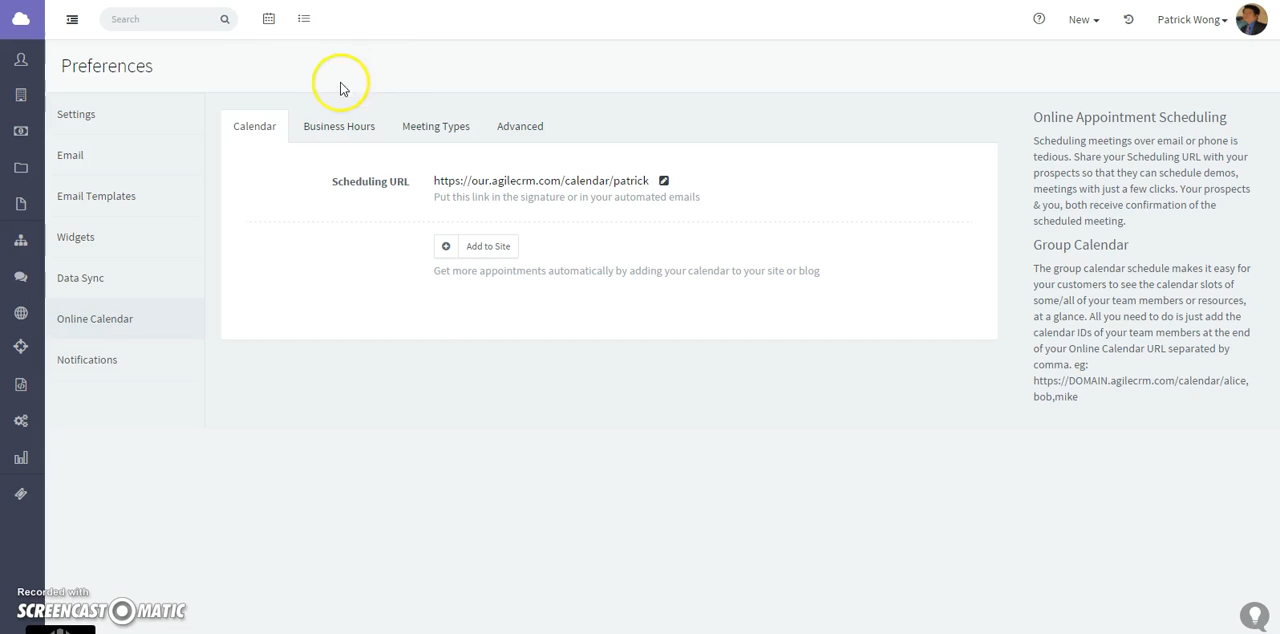 Search
New
Patrick Wong
Preferences
Settings
Email
Email Templates
Widgets
Data Sync
Online Calendar
Notifications
Calendar
Business Hours
Meeting Types
Advanced
Scheduling URL
https://our.agilecrm.com/calendar/patrick
Put this link in the signature or in your automated emails
Add to Site
Get more appointments automatically by adding your calendar to your site or blog
Online Appointment Scheduling
Scheduling meetings over email or phone is
tedious. Share your Scheduling URL with your
prospects so that they can schedule demos,
meetings with just a few clicks. Your prospects
& you, both receive confirmation of the
scheduled meeting.
Group Calendar
The group calendar schedule makes it easy for
your customers to see the calendar slots of
some/all of your team members or resources,
at a glance. All you need to do is just add the
calendar IDs of your team members at the end
of your Online Calendar URL separated by
comma. eg:
https://DOMAIN.agilecrm.com/calendar/alice,
bob,mike
Recorded with
SCREENCAST-O-MATIC